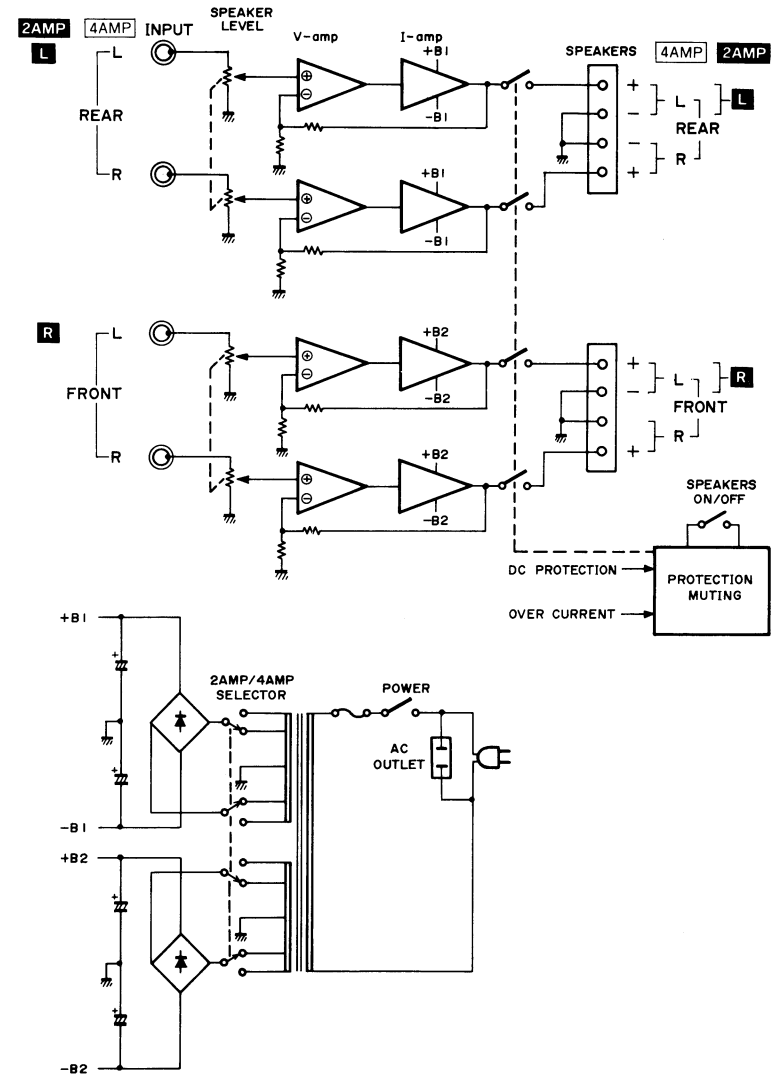 SPEAKER
LEVEL
2AMP 4AMP INPUT
V-amp I-amp
+B1
SPEAKERS 4AMP 2AMP
L L
+
L L
-B1
-
REAR
REAR
-
R
R
+
+B1
-B1
R L
+B2
+
L R
-B2
-
FRONT
FRONT
-
R
R
+
+B2
-B2
SPEAKERS
ON/OFF
DC PROTECTION
PROTECTION
MUTING
OVER CURRENT
+B1
+
2AMP/4AMP
SELECTOR
POWER
AC
OUTLET
+
-B1
+B2
+
+
-B2